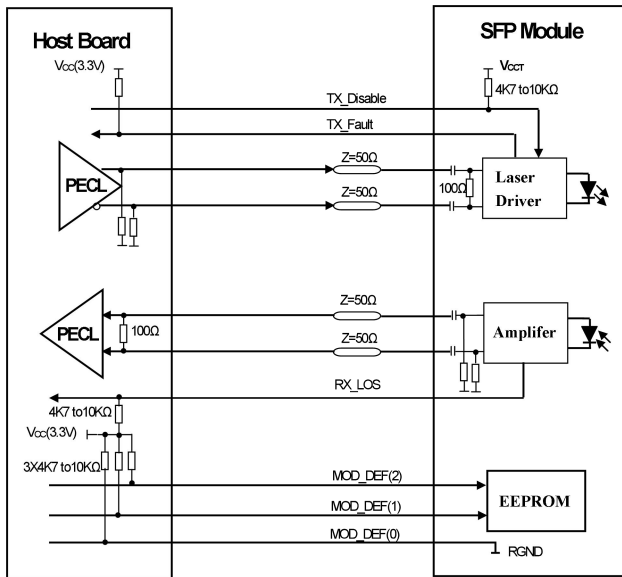 Host Board
SFP Module
VCC(3.3V)
VCCT
4K7 to10KΩ
TX_Disable
TX_Fault
PECL
Z=50Ω
Z=50Ω
100Ω
Laser
Driver
PECL
100Ω
Z=50Ω
Z=50Ω
Amplifer
RX_LOS
4K7 to10KΩ
VCC(3.3V)
3X4K7 to10KΩ
MOD_DEF(2)
MOD_DEF(1)
MOD_DEF(0)
EEPROM
RGND